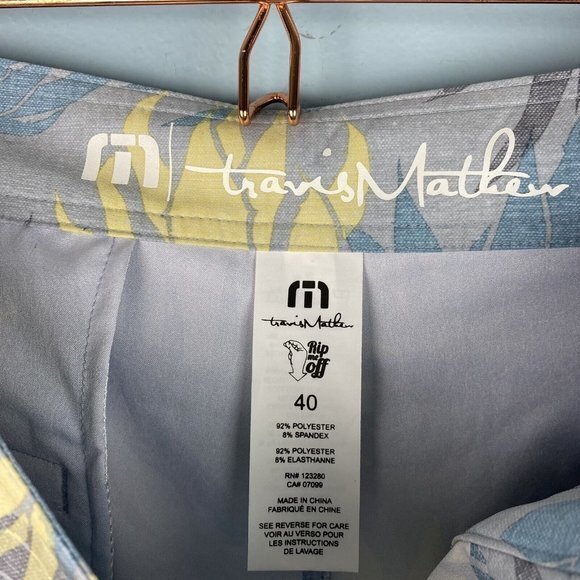 travisMathew
travisMathew
Rip
me
off
40
92% POLYESTER
8% SPANDEX
92% POLYESTER
8% ELASTHANNE
RN# 123280
CA# 07099
MADE IN CHINA
FABRIQUÉ EN CHINE
SEE REVERSE FOR CARE
VOIR AU VERSO POUR
LES INSTRUCTIONS
DE LAVAGE